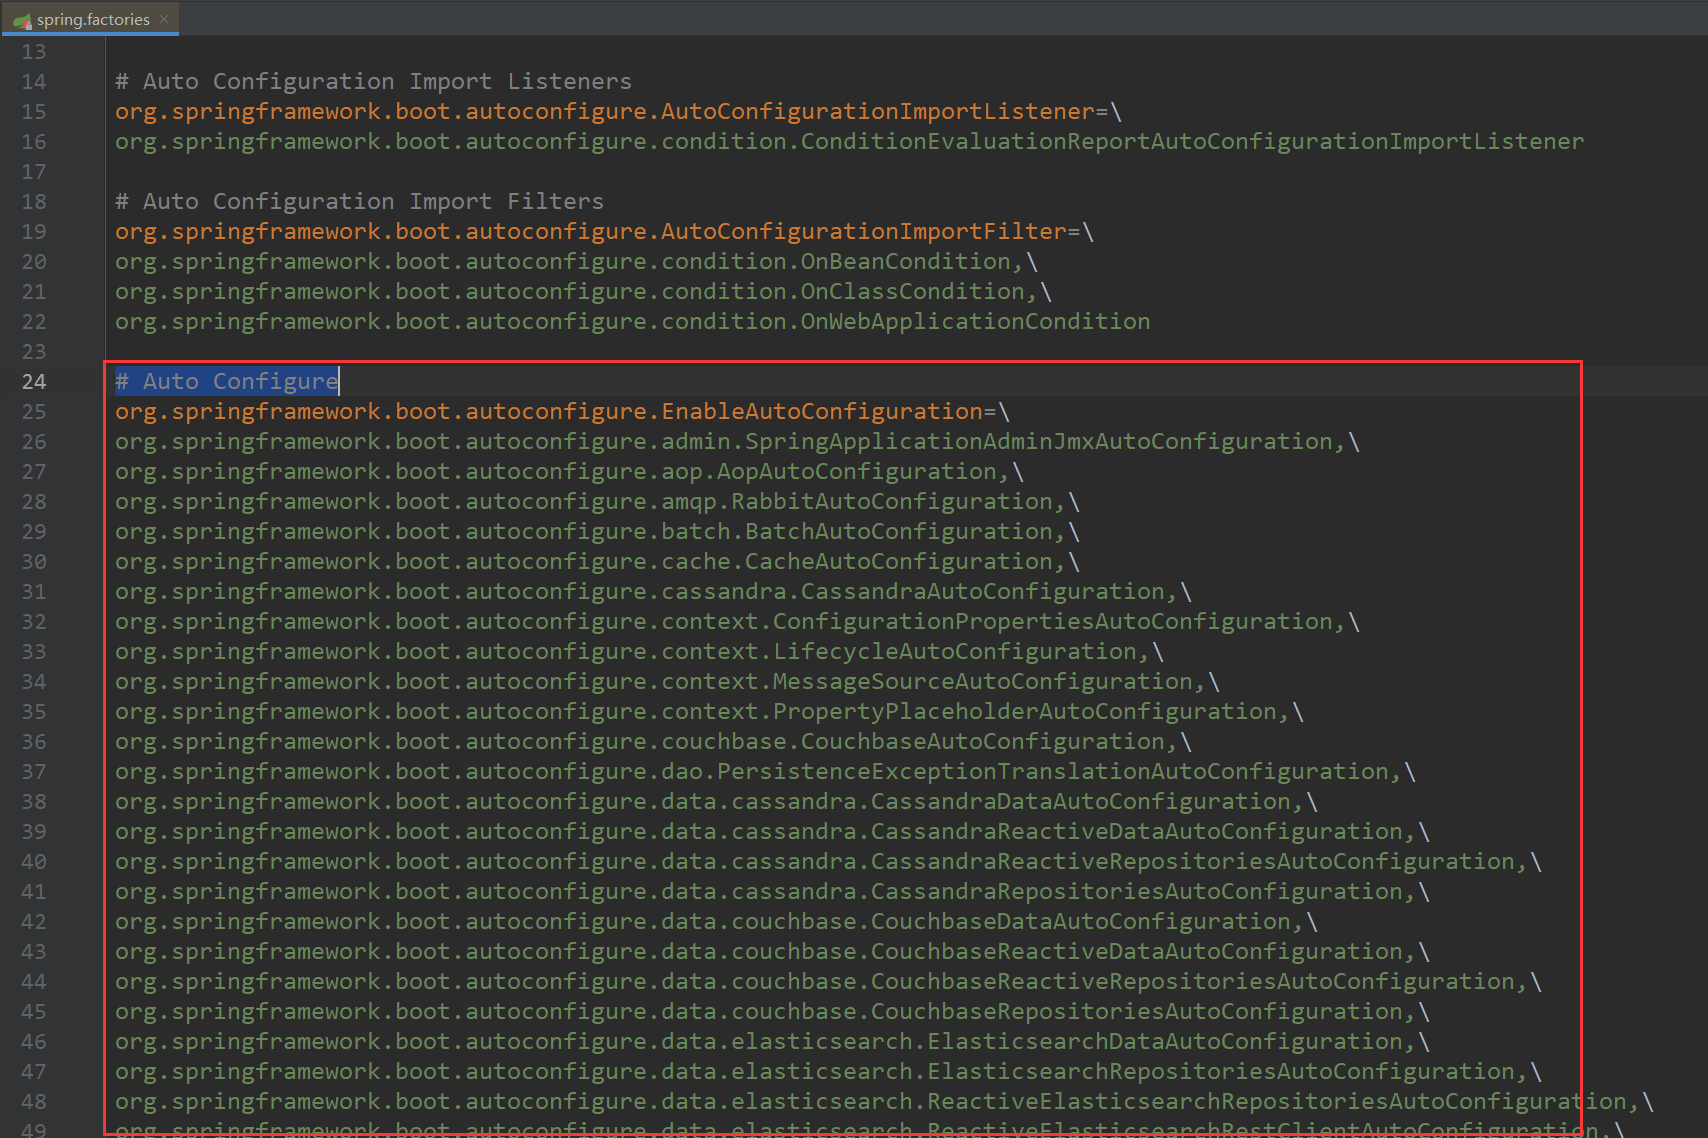 spring.factories
13
14 # Auto Configuration Import Listeners
15 org.springframework.boot.autoconfigure.AutoConfigurationImportListener=\
16 org.springframework.boot.autoconfigure.condition.ConditionEvaluationReportAutoConfigurationImportListener
17
18 # Auto Configuration Import Filters
19 org.springframework.boot.autoconfigure.AutoConfigurationImportFilter=\
20 org.springframework.boot.autoconfigure.condition.OnBeanCondition,\
21 org.springframework.boot.autoconfigure.condition.OnClassCondition,\
22 org.springframework.boot.autoconfigure.condition.OnWebApplicationCondition
23
24 # Auto Configure
25 org.springframework.boot.autoconfigure.EnableAutoConfiguration=\
26 org.springframework.boot.autoconfigure.admin.SpringApplicationAdminJmxAutoConfiguration,\
27 org.springframework.boot.autoconfigure.aop.AopAutoConfiguration,\
28 org.springframework.boot.autoconfigure.amqp.RabbitAutoConfiguration,\
29 org.springframework.boot.autoconfigure.batch.BatchAutoConfiguration,\
30 org.springframework.boot.autoconfigure.cache.CacheAutoConfiguration,\
31 org.springframework.boot.autoconfigure.cassandra.CassandraAutoConfiguration,\
32 org.springframework.boot.autoconfigure.context.ConfigurationPropertiesAutoConfiguration,\
33 org.springframework.boot.autoconfigure.context.LifecycleAutoConfiguration,\
34 org.springframework.boot.autoconfigure.context.MessageSourceAutoConfiguration,\
35 org.springframework.boot.autoconfigure.context.PropertyPlaceholderAutoConfiguration,\
36 org.springframework.boot.autoconfigure.couchbase.CouchbaseAutoConfiguration,\
37 org.springframework.boot.autoconfigure.dao.PersistenceExceptionTranslationAutoConfiguration,\
38 org.springframework.boot.autoconfigure.data.cassandra.CassandraDataAutoConfiguration,\
39 org.springframework.boot.autoconfigure.data.cassandra.CassandraReactiveDataAutoConfiguration,\
40 org.springframework.boot.autoconfigure.data.cassandra.CassandraReactiveRepositoriesAutoConfiguration,\
41 org.springframework.boot.autoconfigure.data.cassandra.CassandraRepositoriesAutoConfiguration,\
42 org.springframework.boot.autoconfigure.data.couchbase.CouchbaseDataAutoConfiguration,\
43 org.springframework.boot.autoconfigure.data.couchbase.CouchbaseReactiveDataAutoConfiguration,\
44 org.springframework.boot.autoconfigure.data.couchbase.CouchbaseReactiveRepositoriesAutoConfiguration,\
45 org.springframework.boot.autoconfigure.data.couchbase.CouchbaseRepositoriesAutoConfiguration,\
46 org.springframework.boot.autoconfigure.data.elasticsearch.ElasticsearchDataAutoConfiguration,\
47 org.springframework.boot.autoconfigure.data.elasticsearch.ElasticsearchRepositoriesAutoConfiguration,\
48 org.springframework.boot.autoconfigure.data.elasticsearch.ReactiveElasticsearchRepositoriesAutoConfiguration,\
49 org.springframework.boot.autoconfigure.data.elasticsearch.ReactiveElasticsearchRestClientAutoConfiguration,\